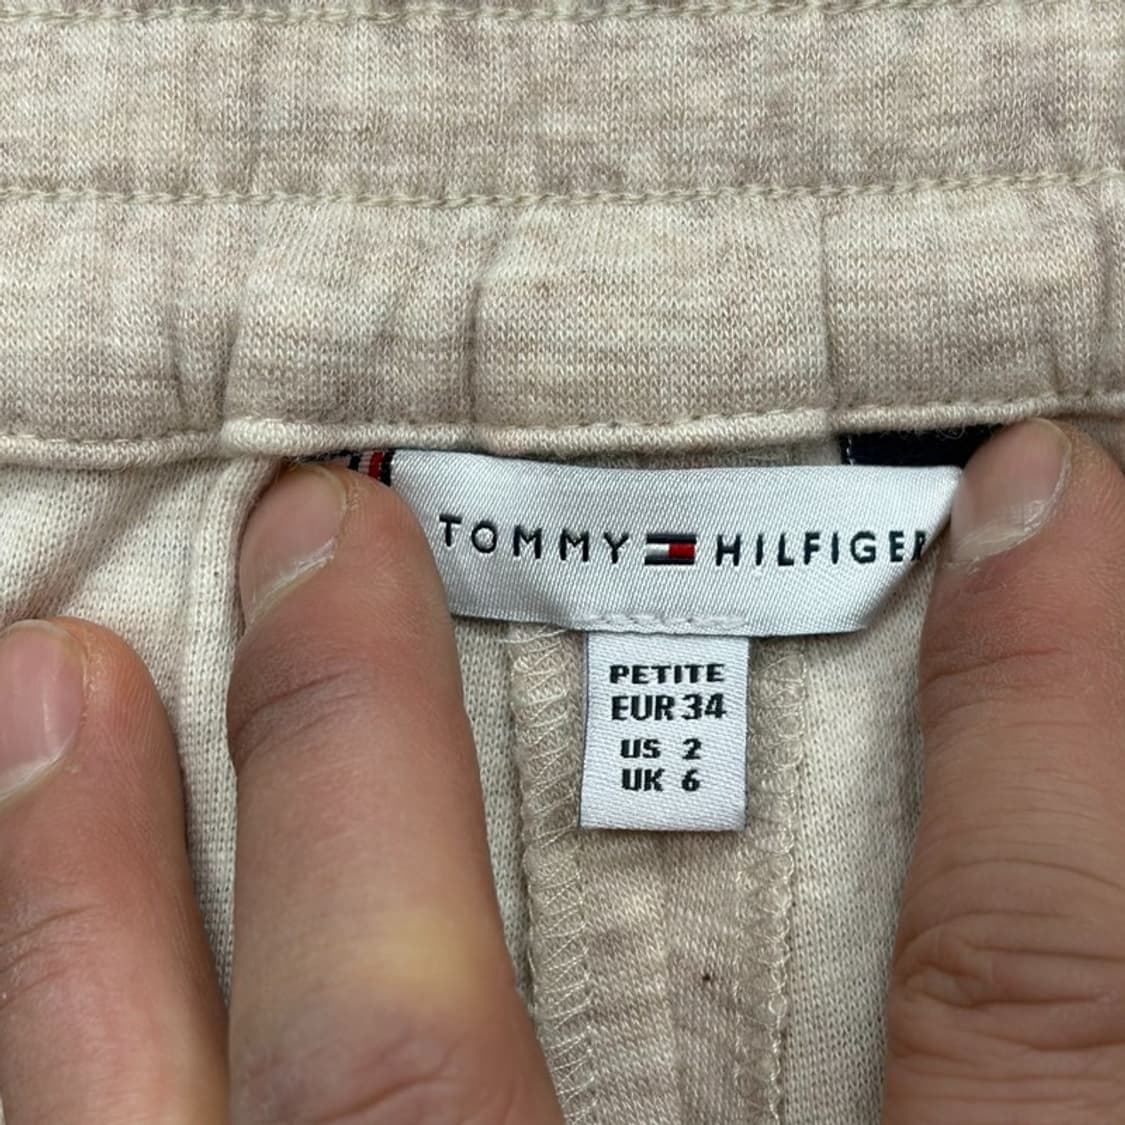 TOMMY HILFIGER
PETITE
EUR 34
US 2
UK 6